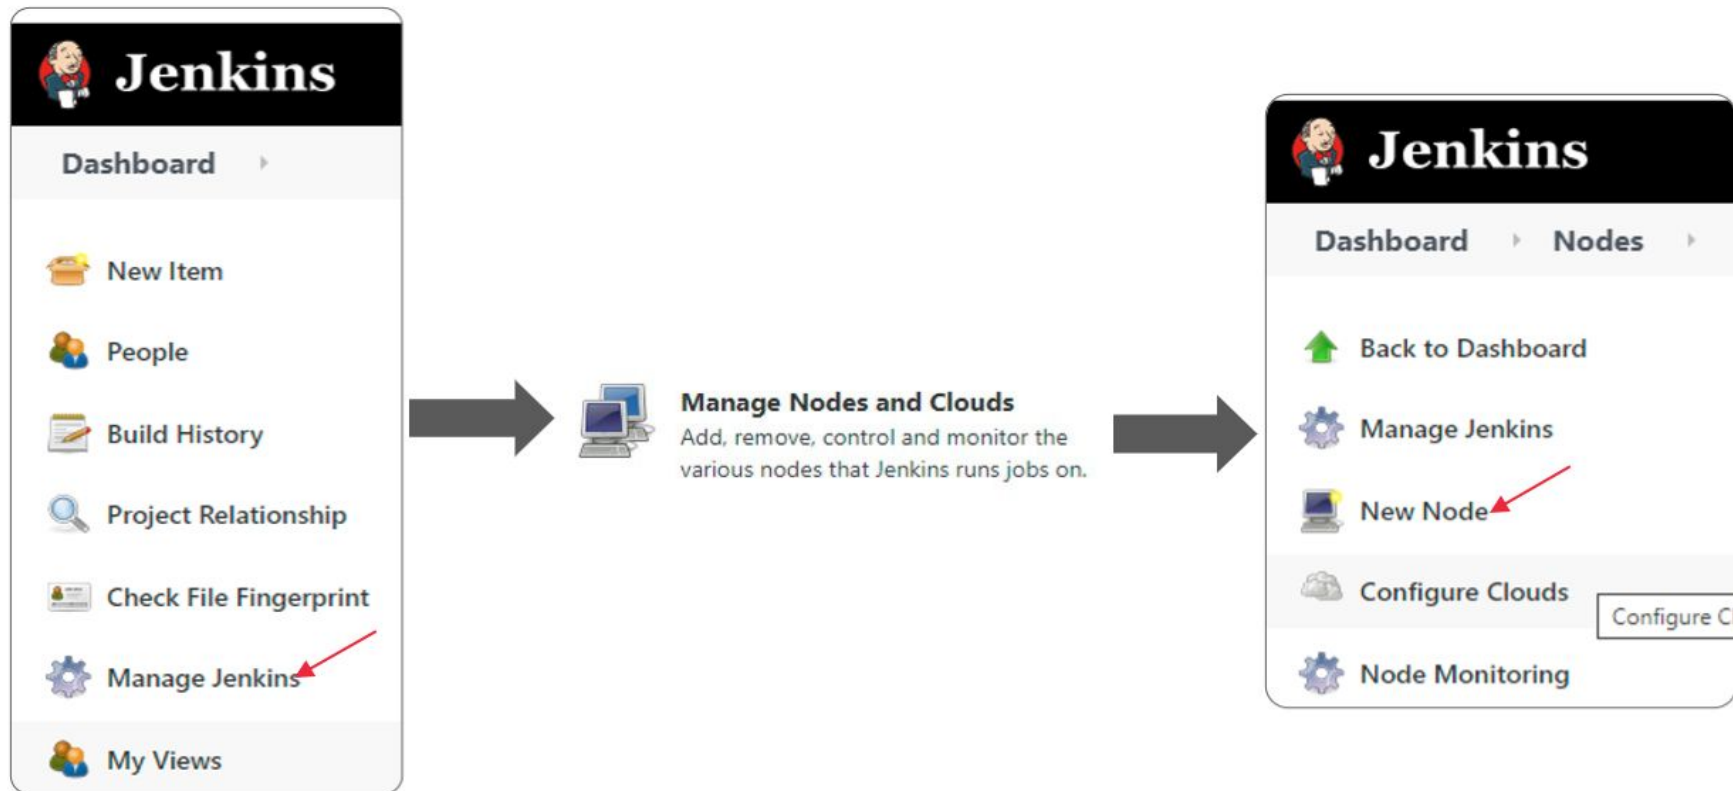 Jenkins
Dashboard
New Item
People
Build History
Project Relationship
Check File Fingerprint
Manage Jenkins
My Views
Manage Nodes and Clouds
Add, remove, control and monitor the
various nodes that Jenkins runs jobs on.
Jenkins
Dashboard Nodes
Back to Dashboard
Manage Jenkins
New Node
Configure Clouds
Configure C
Node Monitoring